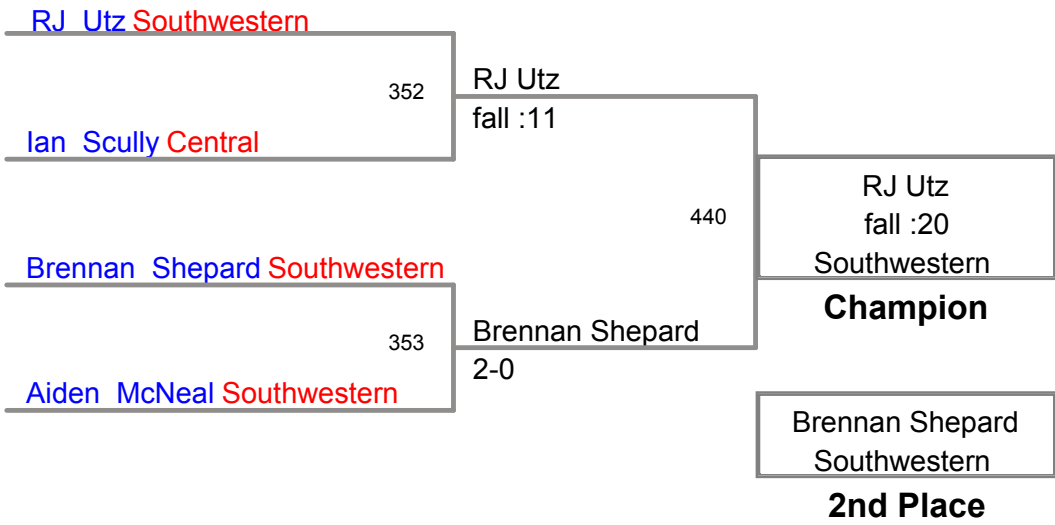 RJ Utz Southwestern
352
RJ Utz
fall :11
Ian Scully Central
440
RJ Utz
fall :20
Southwestern
Champion
Brennan Shepard Southwestern
353
Brennan Shepard
2-0
Aiden McNeal Southwestern
Brennan Shepard
Southwestern
2nd Place